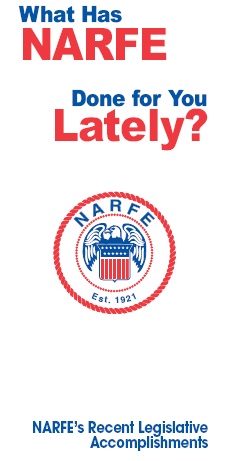 What Has
NARFE
Done for You
Lately?
NARFE
Est. 1921
NARFE's Recent Legislative
Accomplishments